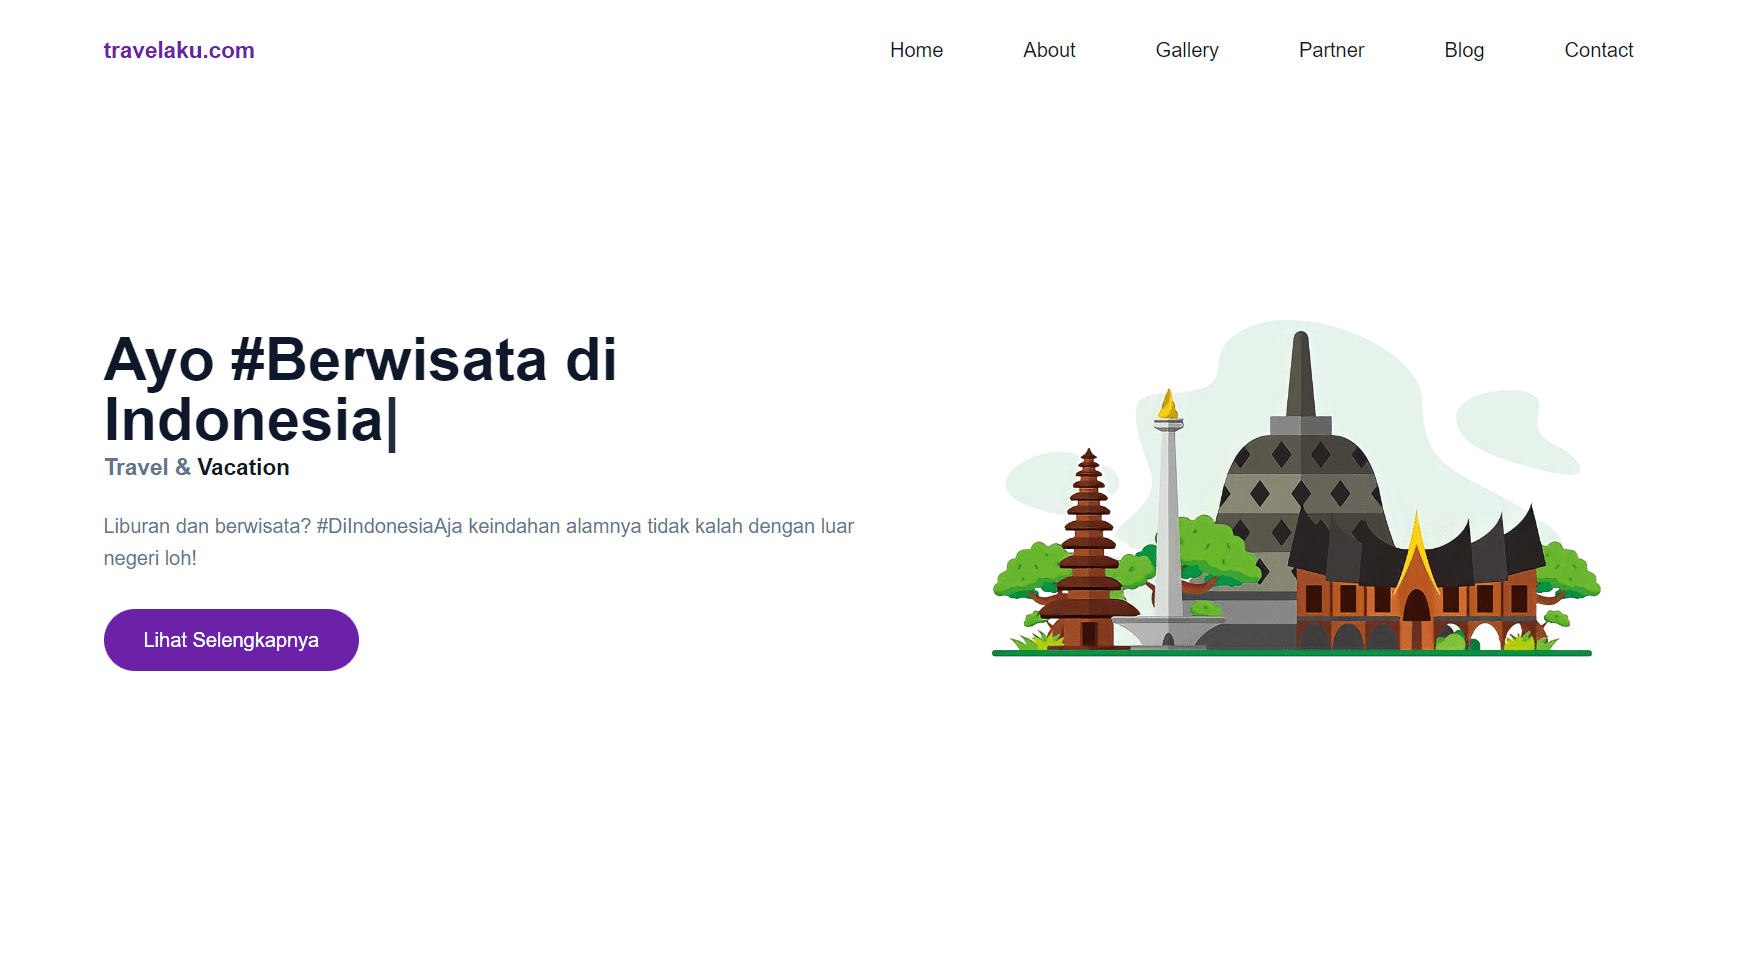 travelaku.com
Home
About
Gallery
Partner
Blog
Contact
Ayo #Berwisata di
Indonesia|
Travel & Vacation
Liburan dan berwisata? #DiIndonesiaAja keindahan alamnya tidak kalah dengan luar
negeri loh!
Lihat Selengkapnya